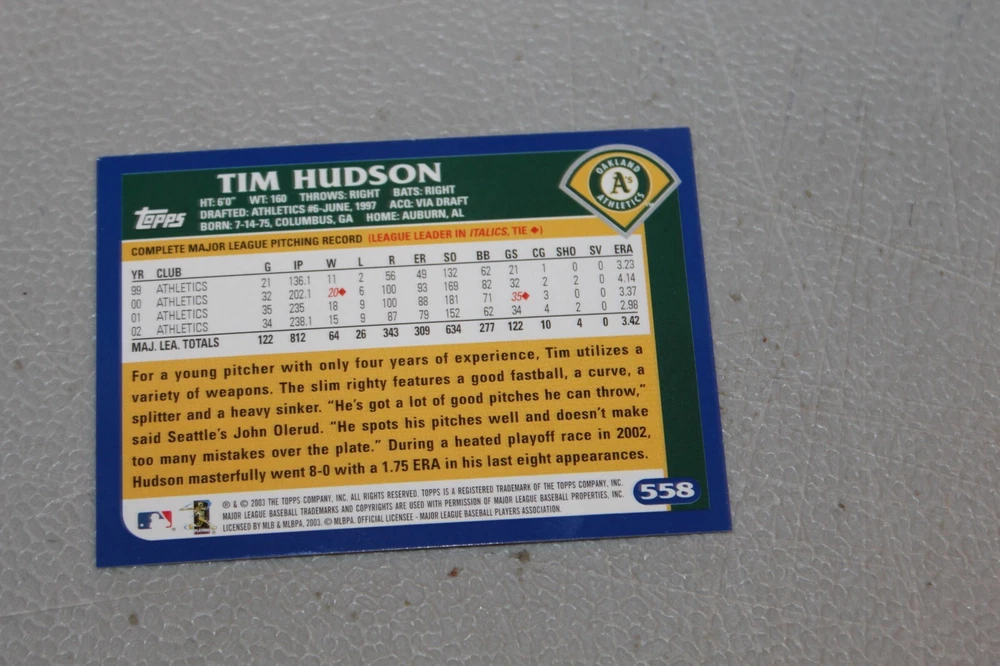 TIM HUDSON
HT: 6'0" WT: 160 THROWS: RIGHT BATS: RIGHT
DRAFTED: ATHLETICS #6-JUNE, 1997 ACQ: VIA DRAFT
BORN: 7-14-75, COLUMBUS, GA HOME: AUBURN, AL
Topps
OAKLAND
A's
ATHLETICS
COMPLETE MAJOR LEAGUE PITCHING RECORD (LEAGUE LEADER IN ITALICS, TIE ♦)
YR CLUB G IP W L R ER SO BB GS CG SHO SV ERA
99 ATHLETICS 21 136.1 11 2 56 49 132 62 21 1 0 0 3.23
00 ATHLETICS 32 202.1 20♦ 6 100 93 169 82 32 2 2 0 4.14
01 ATHLETICS 35 235 18 9 100 88 181 71 35♦ 3 0 0 3.37
02 ATHLETICS 34 238.1 15 9 87 79 152 62 34 4 2 0 2.98
MAJ. LEA. TOTALS 122 812 64 26 343 309 634 277 122 10 4 0 3.42
For a young pitcher with only four years of experience, Tim utilizes a
variety of weapons. The slim righty features a good fastball, a curve, a
splitter and a heavy sinker. "He's got a lot of good pitches he can throw,"
said Seattle's John Olerud. "He spots his pitches well and doesn't make
too many mistakes over the plate." During a heated playoff race in 2002,
Hudson masterfully went 8-0 with a 1.75 ERA in his last eight appearances.
® & © 2003 THE TOPPS COMPANY, INC. ALL RIGHTS RESERVED. TOPPS IS A REGISTERED TRADEMARK OF THE TOPPS COMPANY, INC.
MAJOR LEAGUE BASEBALL TRADEMARKS AND COPYRIGHTS ARE USED WITH PERMISSION OF MAJOR LEAGUE BASEBALL PROPERTIES, INC.
LICENSED BY MLB & MLBPA, 2003. © MLBPA. OFFICIAL LICENSEE - MAJOR LEAGUE BASEBALL PLAYERS ASSOCIATION.
558